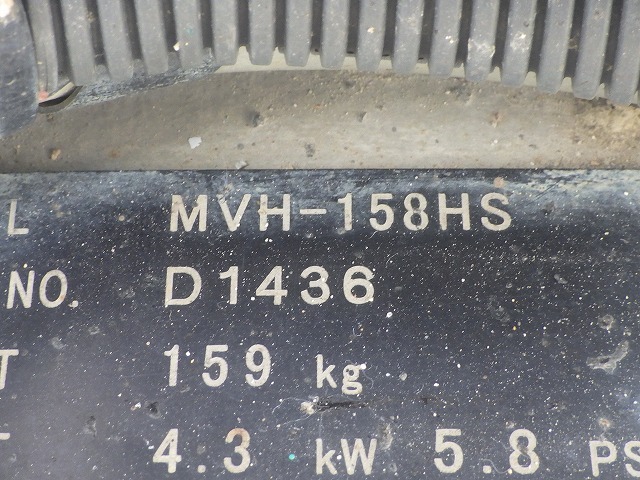 L MVH-158HS
NO. D1436
T 159 kg
T 4.3 kW 5.8 PS